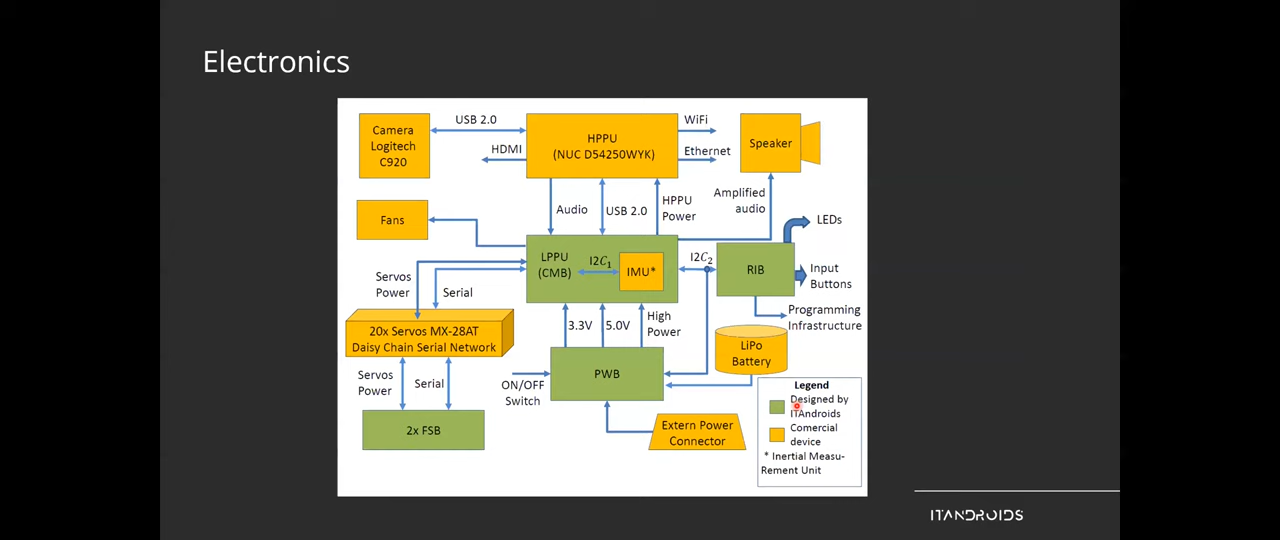 Electronics
Camera
Logitech
C920
USB 2.0
HDMI
HPPU
(NUC D54250WYK)
WiFi
Ethernet
Speaker
Audio
USB 2.0
HPPU
Power
Amplified
audio
Fans
LEDs
LPPU
(CMB)
I2C₁
IMU*
I2C₂
RIB
Input
Buttons
Servos
Power
Serial
Programming
Infrastructure
3.3V
5.0V
High
Power
20x Servos MX-28AT
Daisy Chain Serial Network
LiPo
Battery
Servos
Power
Serial
ON/OFF
Switch
PWB
2x FSB
Extern Power
Connector
Legend
Designed by
ITAndroids
Comercial
device
* Inertial Measu-
Rement Unit
ITANDROIDS